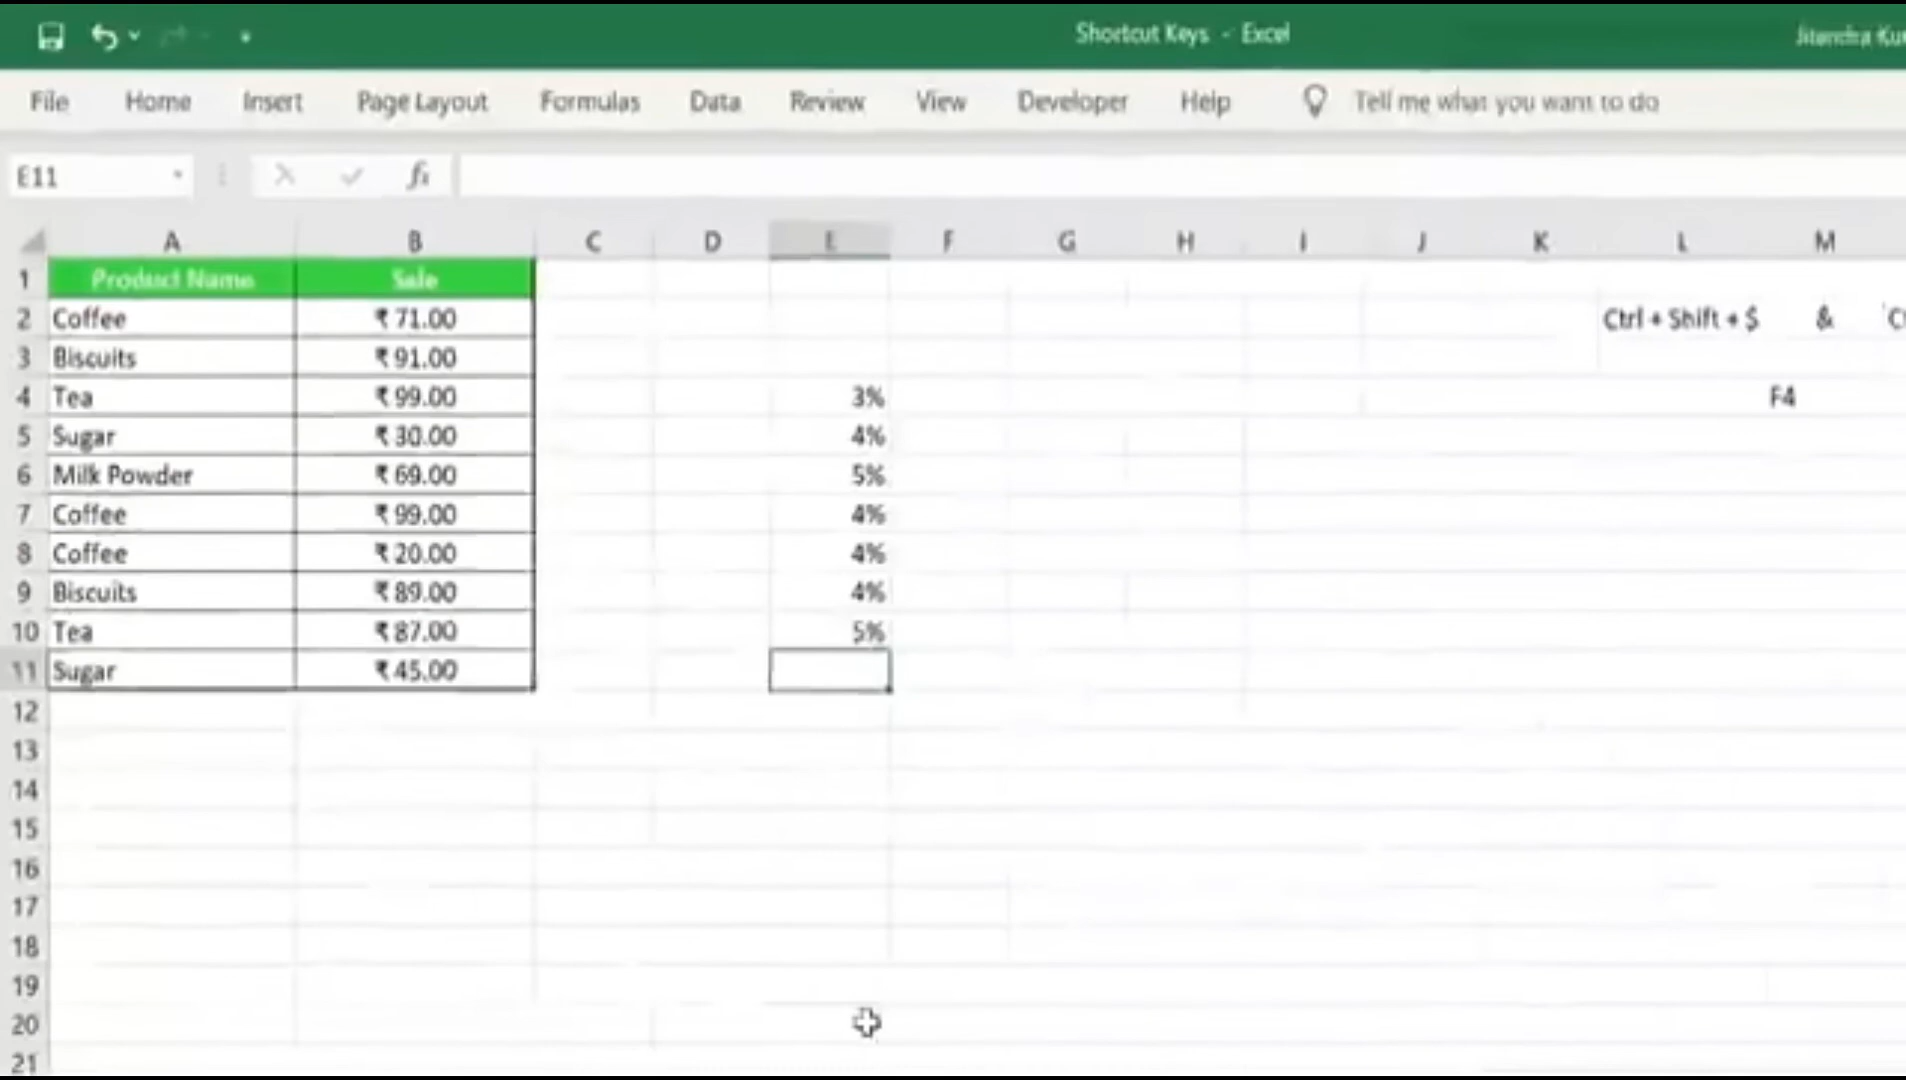 Shortcut Keys - Excel
File Home Insert Page Layout Formulas Data Review View Developer Help Tell me what you want to do
E11 fx
A B C D E F G H I J K L M
1 Product Name Sale
2 Coffee ₹ 71.00 Ctrl + Shift + $ &
3 Biscuits ₹ 91.00
4 Tea ₹ 99.00 3% F4
5 Sugar ₹ 30.00 4%
6 Milk Powder ₹ 69.00 5%
7 Coffee ₹ 99.00 4%
8 Coffee ₹ 20.00 4%
9 Biscuits ₹ 89.00 4%
10 Tea ₹ 87.00 5%
11 Sugar ₹ 45.00
12
13
14
15
16
17
18
19
20
21